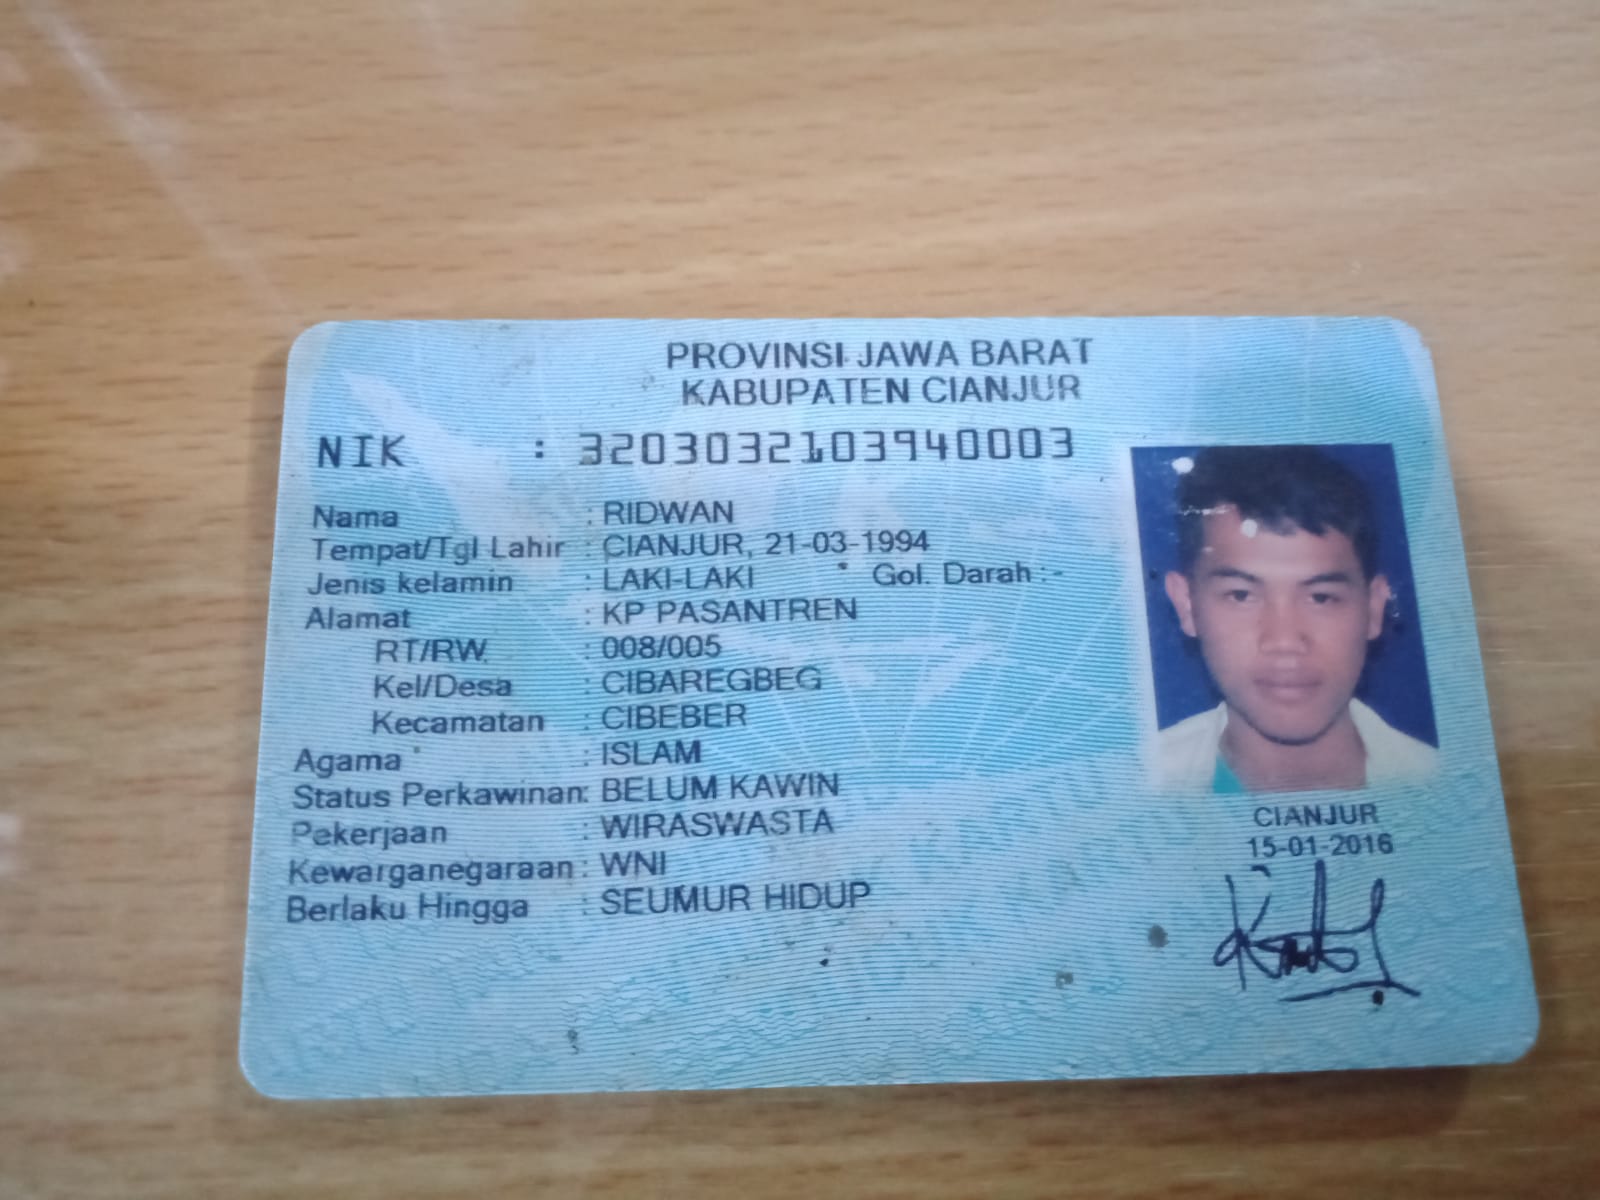 PROVINSI JAWA BARAT
KABUPATEN CIANJUR
NIK : 3203032103940003
Nama : RIDWAN
Tempat/Tgl Lahir : CIANJUR, 21-03-1994
Jenis kelamin : LAKI-LAKI Gol. Darah : -
Alamat : KP PASANTREN
RT/RW : 008/005
Kel/Desa : CIBAREGBEG
Kecamatan : CIBEBER
Agama : ISLAM
Status Perkawinan: BELUM KAWIN
Pekerjaan : WIRASWASTA
Kewarganegaraan : WNI
Berlaku Hingga : SEUMUR HIDUP
CIANJUR
15-01-2016